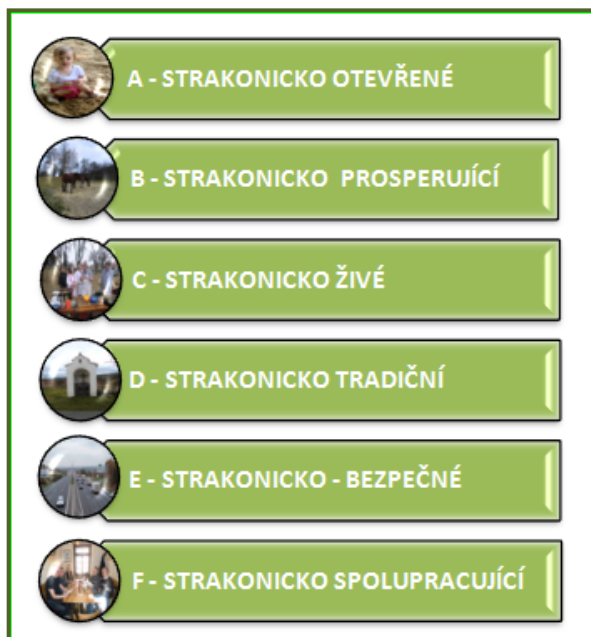 A - STRAKONICKO OTEVŘENÉ
B - STRAKONICKO PROSPERUJÍCÍ
C - STRAKONICKO ŽIVÉ
D - STRAKONICKO TRADIČNÍ
E - STRAKONICKO - BEZPEČNÉ
F - STRAKONICKO SPOLUPRACUJÍCÍ